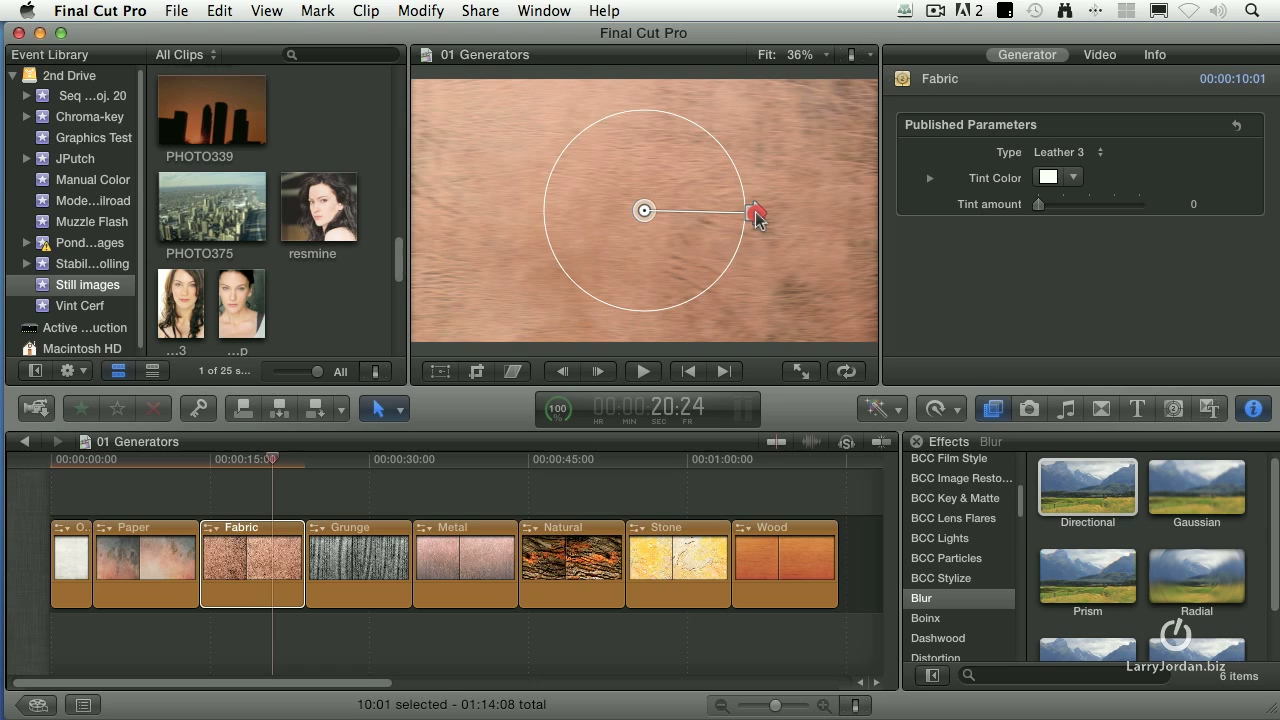 Final Cut Pro File Edit View Mark Clip Modify Share Window Help
2
Final Cut Pro
Event Library
All Clips
2nd Drive
Seq ...oj. 20
Chroma-key
Graphics Test
JPutch
Manual Color
Mode...ilroad
Muzzle Flash
Pond...ages
Stabil...olling
Still images
Vint Cerf
Active ...uction
Macintosh HD
PHOTO339
PHOTO375
resmine
...3
...p
1 of 25 s...
All
01 Generators
Fit: 36%
Generator Video Info
Fabric
00:00:10:01
Published Parameters
Type Leather 3
Tint Color
Tint amount 0
100 %
00:00:20:24
HR MIN SEC FR
01 Generators
00:00:00:00 00:00:15:00 00:00:30:00 00:00:45:00 00:01:00:00
O... Paper Fabric Grunge Metal Natural Stone Wood
Effects Blur
BCC Film Style
BCC Image Resto...
BCC Key & Matte
BCC Lens Flares
BCC Lights
BCC Particles
BCC Stylize
Blur
Boinx
Dashwood
Distortion
Directional
Gaussian
Prism
Radial
LarryJordan.biz
6 items
10:01 selected - 01:14:08 total